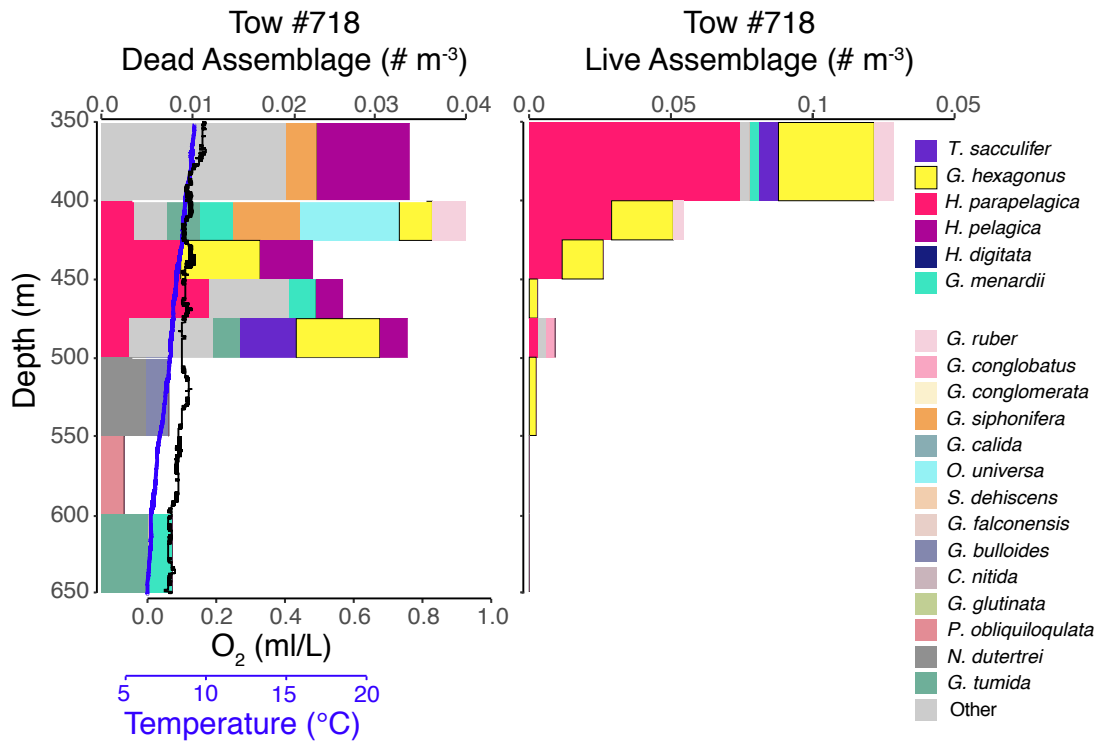 Tow #718
Dead Assemblage (# m⁻³)
0.0 0.01 0.02 0.03 0.04
Tow #718
Live Assemblage (# m⁻³)
0.0 0.05 0.1 0.05
Depth (m)
350
400
450
500
550
600
650
0.0 0.2 0.4 0.6 0.8 1.0
O₂ (ml/L)
5 10 15 20
Temperature (°C)
T. sacculifer
G. hexagonus
H. parapelagica
H. pelagica
H. digitata
G. menardii
G. ruber
G. conglobatus
G. conglomerata
G. siphonifera
G. calida
O. universa
S. dehiscens
G. falconensis
G. bulloides
C. nitida
G. glutinata
P. obliquiloqulata
N. dutertrei
G. tumida
Other